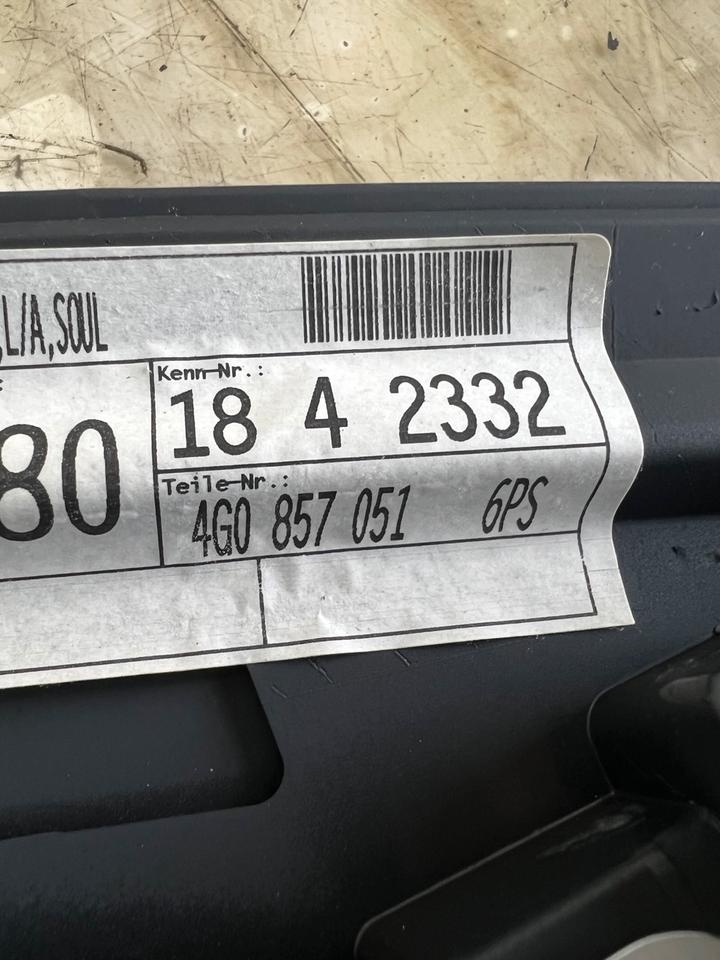 ,L/A,SOUL
80
Kenn-Nr.:
18 4 2332
Teile-Nr.:
4G0 857 051 6PS